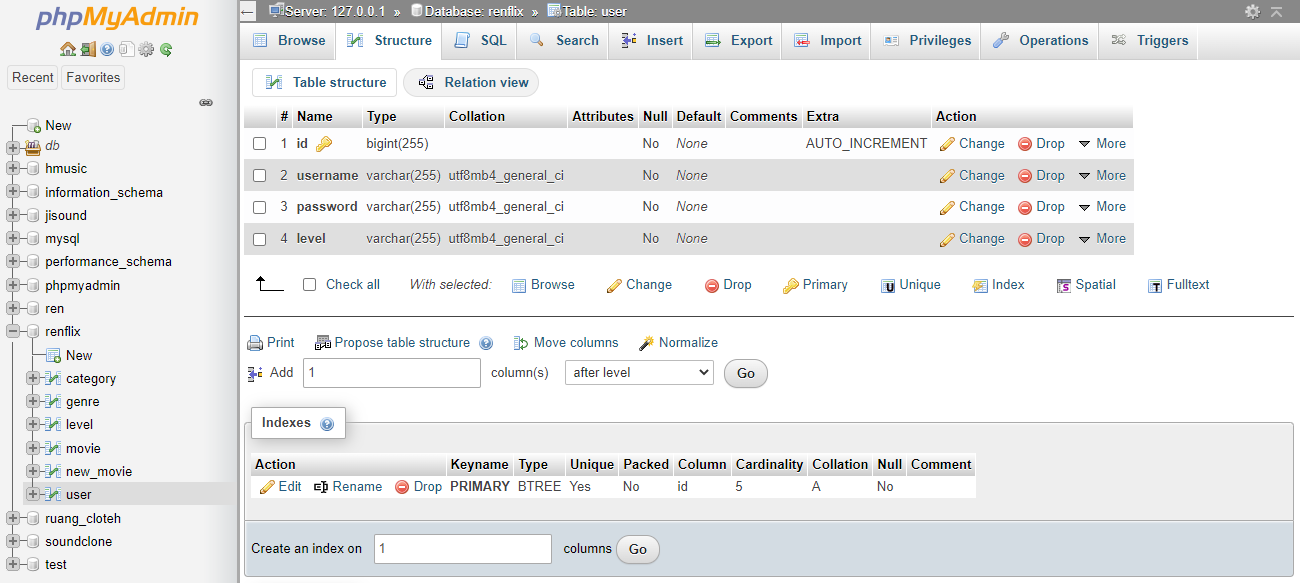 phpMyAdmin
Recent Favorites
New
db
hmusic
information_schema
jisound
mysql
performance_schema
phpmyadmin
ren
renflix
New
category
genre
level
movie
new_movie
user
ruang_cloteh
soundclone
test
Server: 127.0.0.1 » Database: renflix » Table: user
Browse Structure SQL Search Insert Export Import Privileges Operations Triggers
Table structure Relation view
# Name Type Collation Attributes Null Default Comments Extra Action
1 id bigint(255) No None AUTO_INCREMENT Change Drop More
2 username varchar(255) utf8mb4_general_ci No None Change Drop More
3 password varchar(255) utf8mb4_general_ci No None Change Drop More
4 level varchar(255) utf8mb4_general_ci No None Change Drop More
Check all With selected: Browse Change Drop Primary Unique Index Spatial Fulltext
Print Propose table structure Move columns Normalize
Add 1 column(s) after level Go
Indexes
Action Keyname Type Unique Packed Column Cardinality Collation Null Comment
Edit Rename Drop PRIMARY BTREE Yes No id 5 A No
Create an index on 1 columns Go